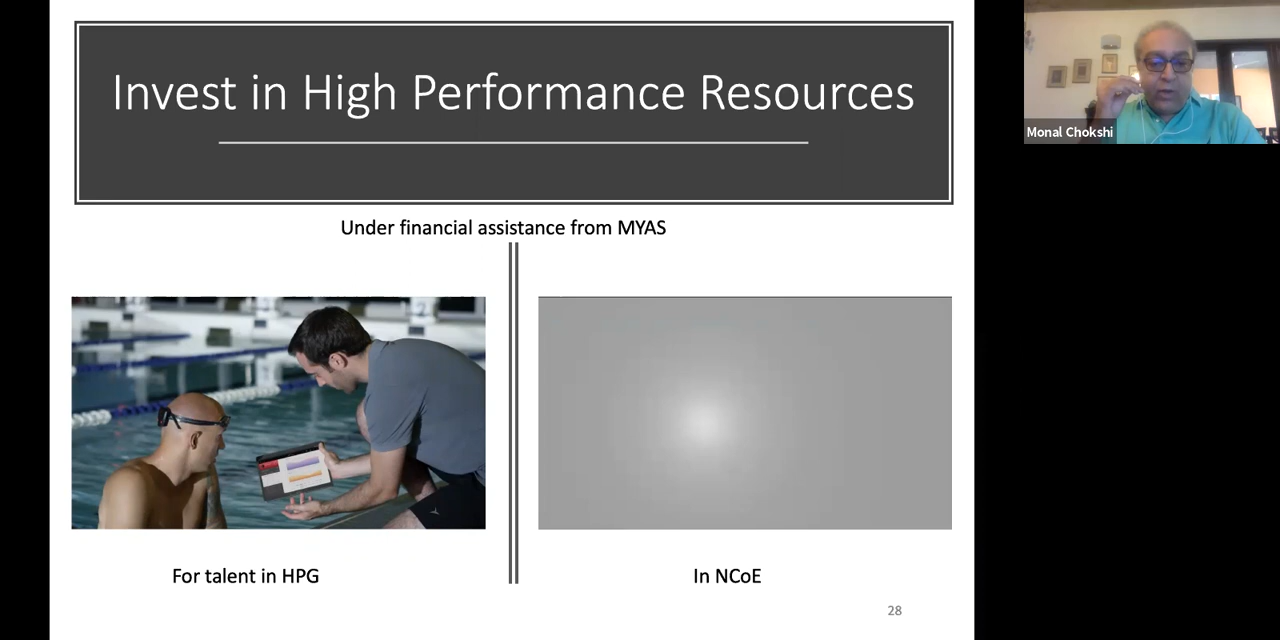 Invest in High Performance Resources
Monal Chokshi
Under financial assistance from MYAS
For talent in HPG
In NCoE
28